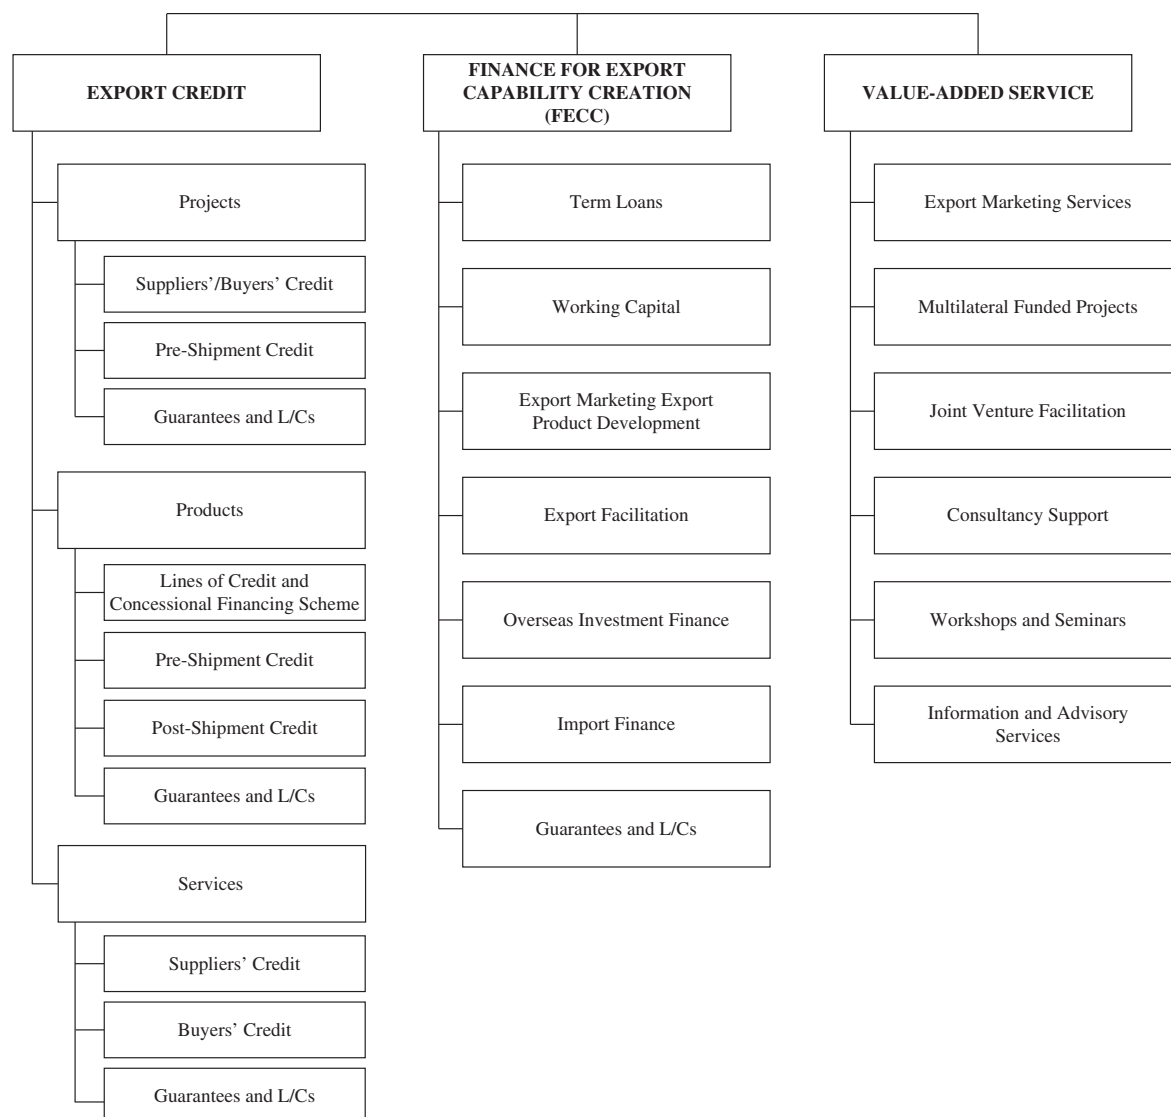 EXPORT CREDIT
Projects
Suppliers’/Buyers’ Credit
Pre-Shipment Credit
Guarantees and L/Cs
Products
Lines of Credit and
Concessional Financing Scheme
Pre-Shipment Credit
Post-Shipment Credit
Guarantees and L/Cs
Services
Suppliers’ Credit
Buyers’ Credit
Guarantees and L/Cs
FINANCE FOR EXPORT
CAPABILITY CREATION
(FECC)
Term Loans
Working Capital
Export Marketing Export
Product Development
Export Facilitation
Overseas Investment Finance
Import Finance
Guarantees and L/Cs
VALUE-ADDED SERVICE
Export Marketing Services
Multilateral Funded Projects
Joint Venture Facilitation
Consultancy Support
Workshops and Seminars
Information and Advisory
Services